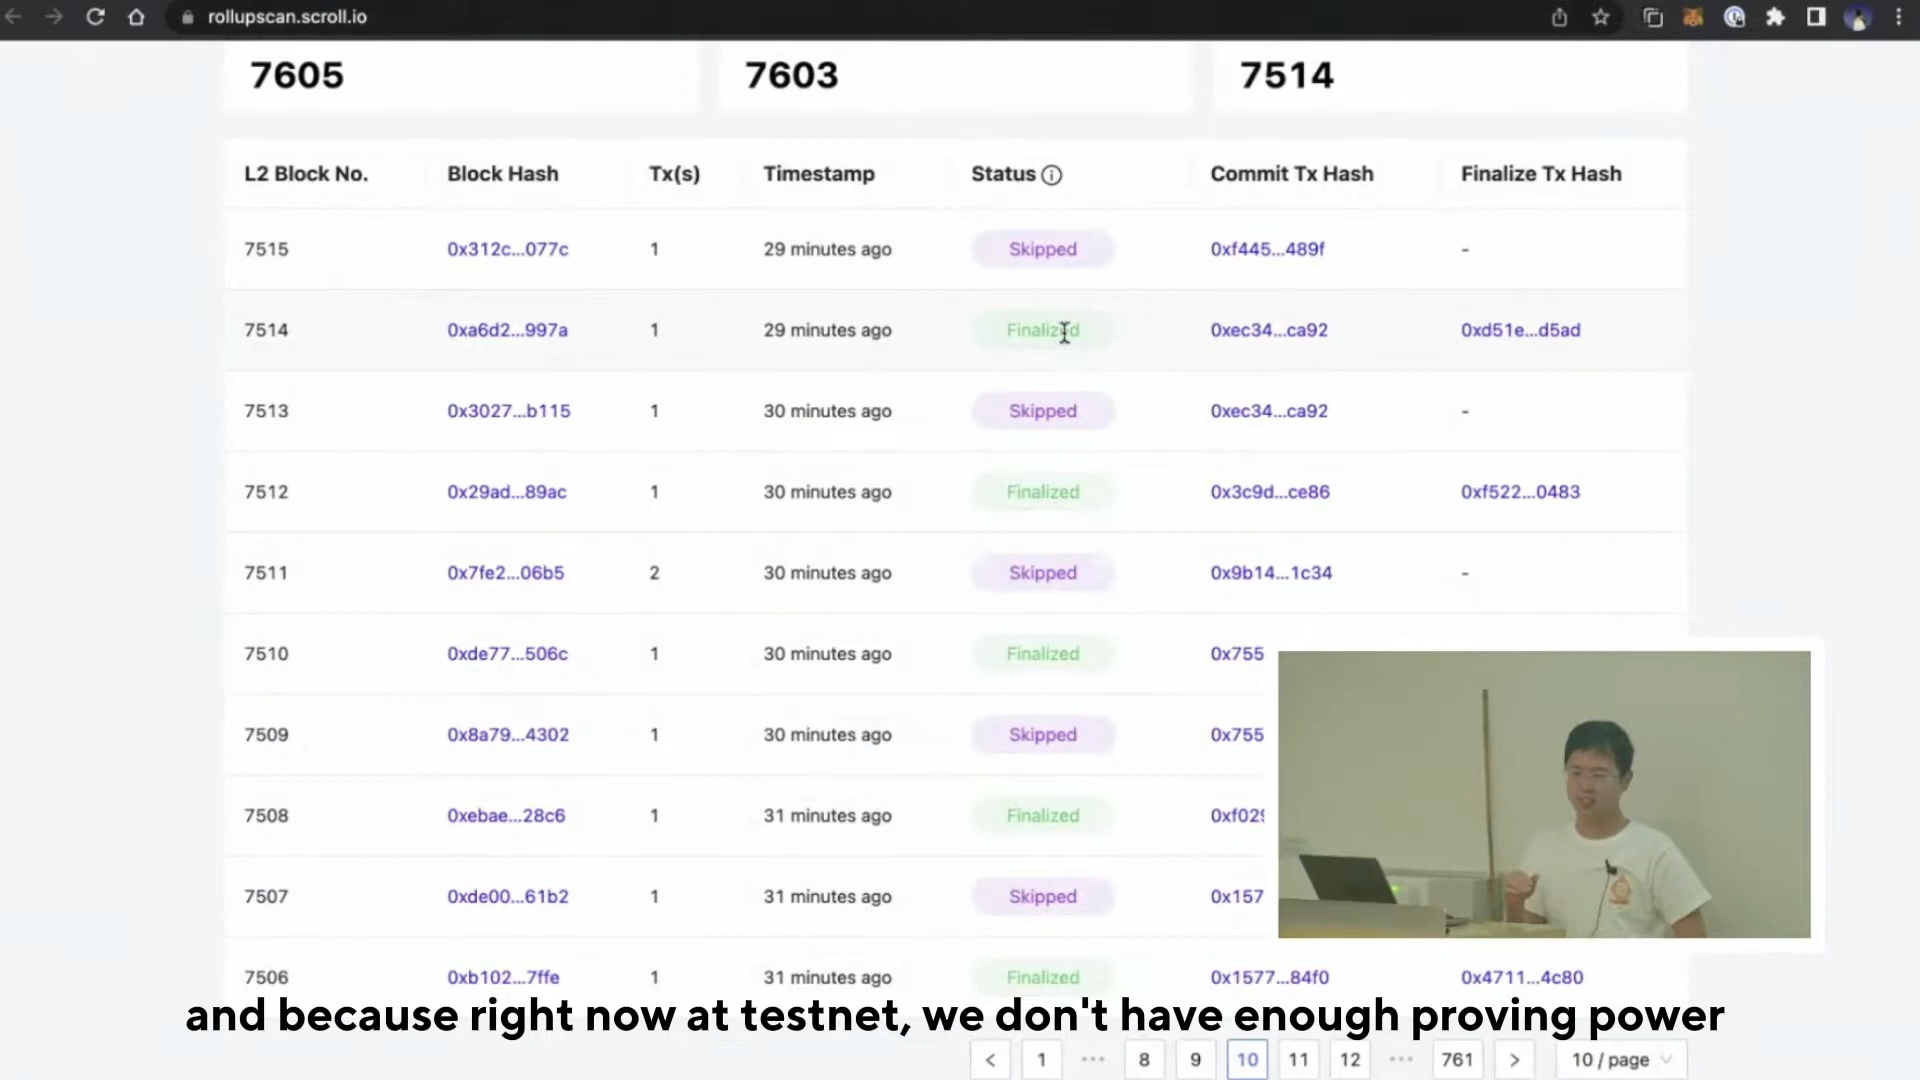 rollupscan.scroll.io
7605 7603 7514
L2 Block No. Block Hash Tx(s) Timestamp Status Commit Tx Hash Finalize Tx Hash
7515 0x312c...077c 1 29 minutes ago Skipped 0xf445...489f -
7514 0xa6d2...997a 1 29 minutes ago Finalized 0xec34...ca92 0xd51e...d5ad
7513 0x3027...b115 1 30 minutes ago Skipped 0xec34...ca92 -
7512 0x29ad...89ac 1 30 minutes ago Finalized 0x3c9d...ce86 0xf522...0483
7511 0x7fe2...06b5 2 30 minutes ago Skipped 0x9b14...1c34 -
7510 0xde77...506c 1 30 minutes ago Finalized 0x755
7509 0x8a79...4302 1 30 minutes ago Skipped 0x755
7508 0xebae...28c6 1 31 minutes ago Finalized 0xf029
7507 0xde00...61b2 1 31 minutes ago Skipped 0x157
7506 0xb102...7ffe 1 31 minutes ago Finalized 0x1577...84f0 0x4711...4c80
and because right now at testnet, we don't have enough proving power
< 1 ••• 8 9 10 11 12 ••• 761 > 10 / page